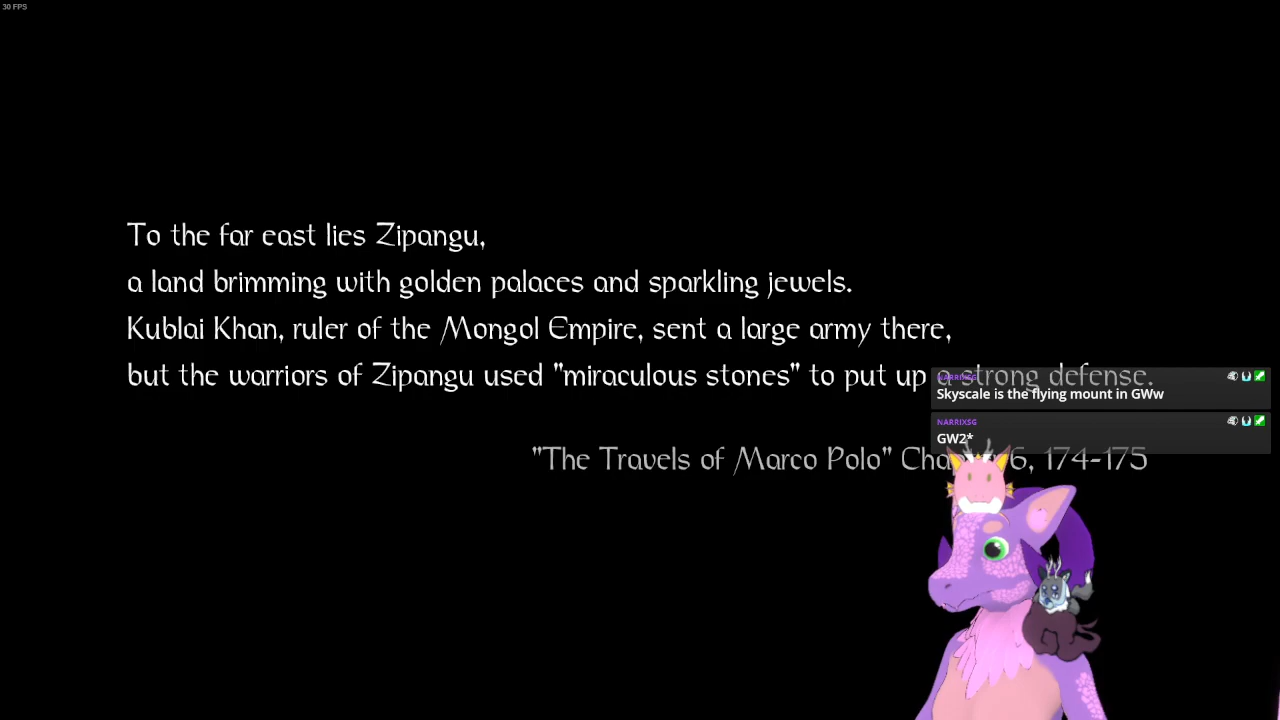 30 FPS
To the far east lies Zipangu,
a land brimming with golden palaces and sparkling jewels.
Kublai Khan, ruler of the Mongol Empire, sent a large army there,
but the warriors of Zipangu used "miraculous stones" to put up a strong defense.
NARRIXSG
Skyscale is the flying mount in GWw
NARRIXSG
GW2*
"The Travels of Marco Polo" 6, 174-175